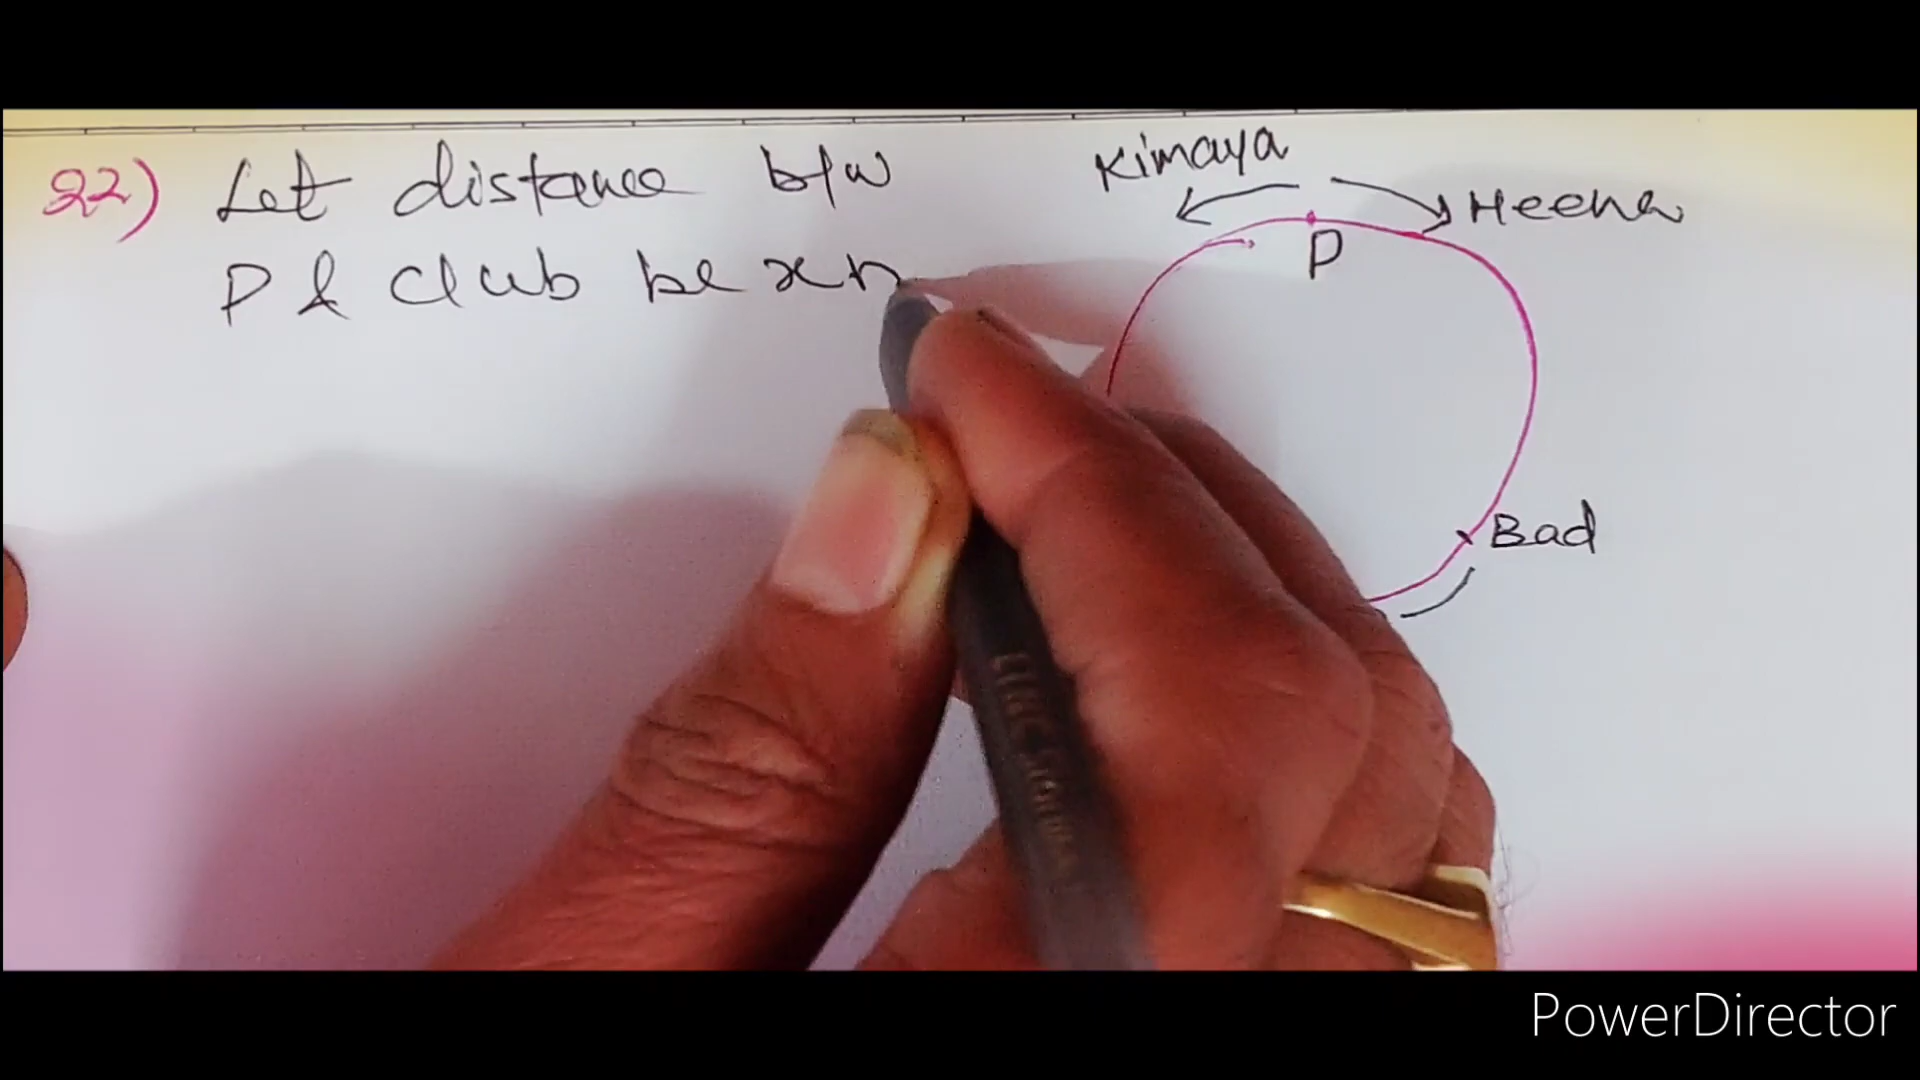 22) Let distance b/w
P & club be x
Kimaya
Heena
P
Bad
PowerDirector